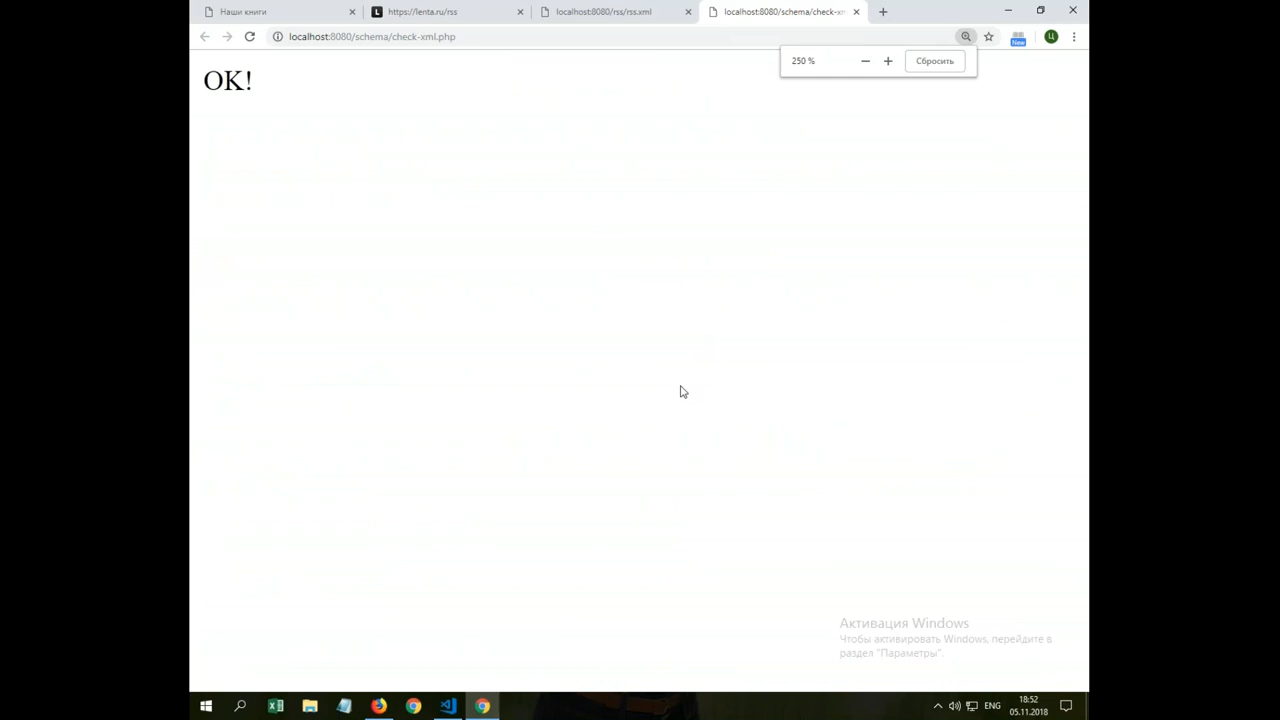 Наши книги
https://lenta.ru/rss
localhost:8080/rss/rss.xml
localhost:8080/schema/check-xm
localhost:8080/schema/check-xml.php
New
Ц
250 %
Сбросить
OK!
Активация Windows
Чтобы активировать Windows, перейдите в
раздел "Параметры".
ENG
18:52
05.11.2018